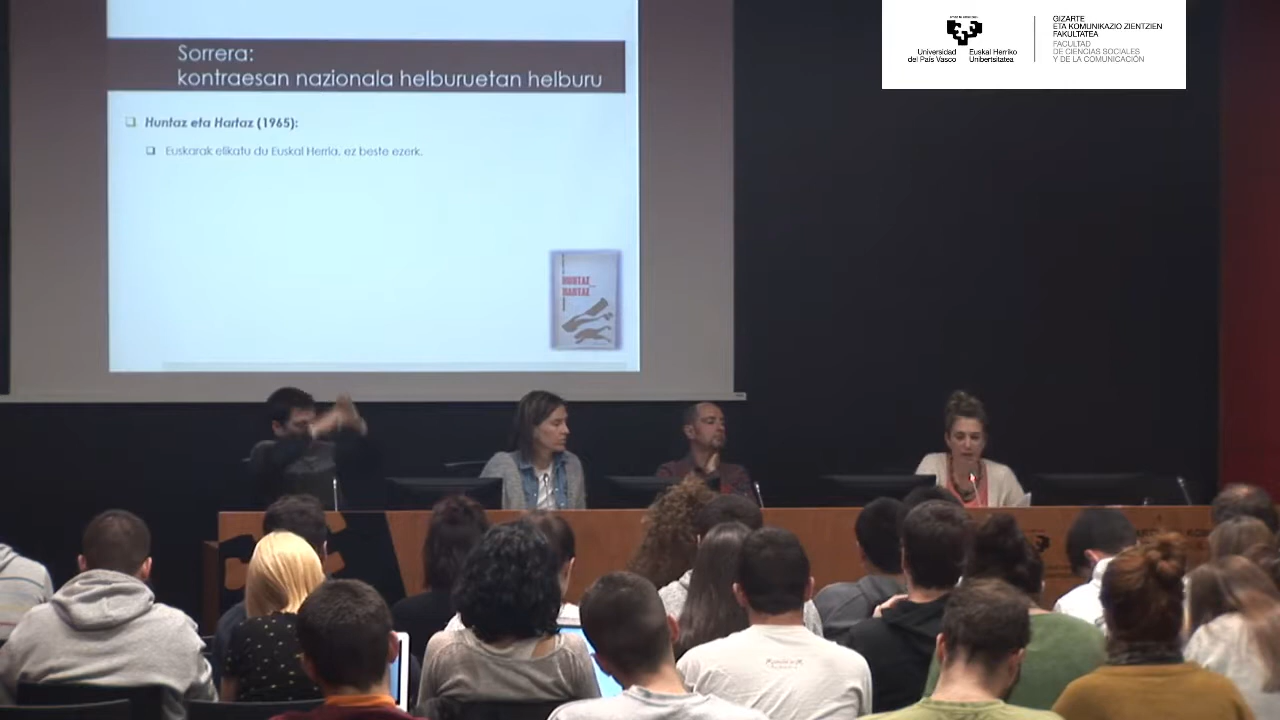 Sorrera:
kontraesan nazionala helburuetan helburu
Huntaz eta Hartaz (1965):
Euskarak elikatu du Euskal Herria, ez beste ezerk.
HUNTAZ
HARTAZ
Universidad
del País Vasco
Euskal Herriko
Unibertsitatea
GIZARTE
ETA KOMUNIKAZIO ZIENTZIEN
FAKULTATEA
FACULTAD
DE CIENCIAS SOCIALES
Y DE LA COMUNICACIÓN